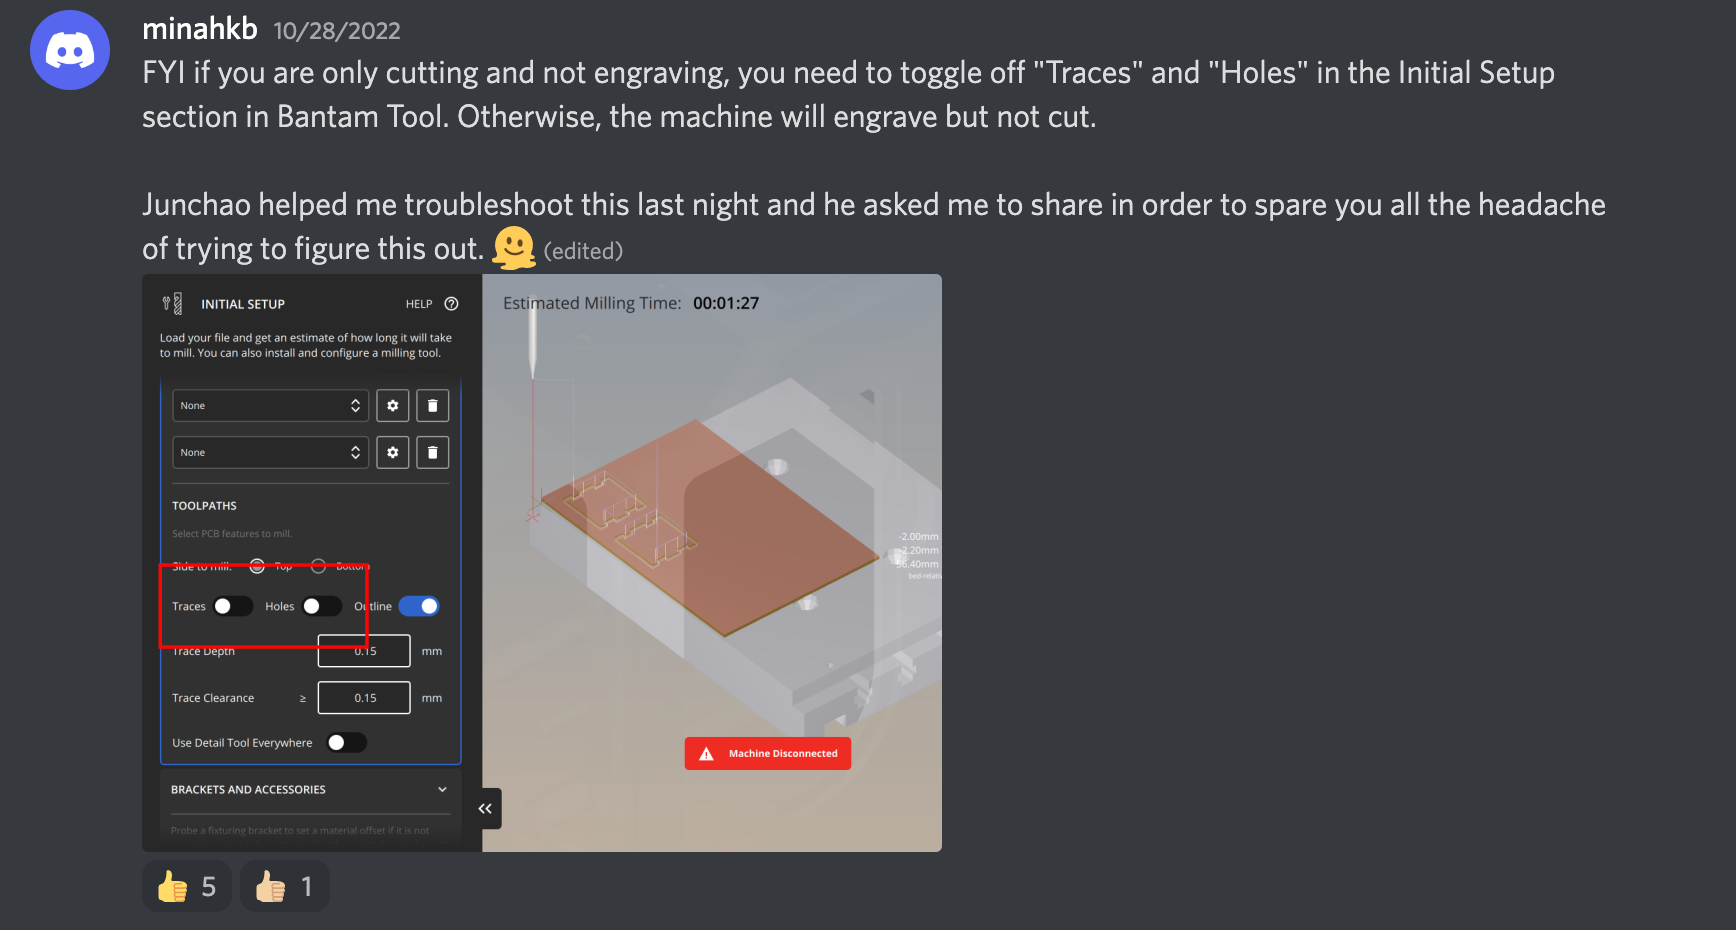 minahkb 10/28/2022
FYI if you are only cutting and not engraving, you need to toggle off "Traces" and "Holes" in the Initial Setup
section in Bantam Tool. Otherwise, the machine will engrave but not cut.
Junchao helped me troubleshoot this last night and he asked me to share in order to spare you all the headache
of trying to figure this out. (edited)
INITIAL SETUP HELP ?
Load your file and get an estimate of how long it will take
to mill. You can also install and configure a milling tool.
None
None
TOOLPATHS
Select PCB features to mill.
Side to mill: Top Bottom
Traces Holes Outline
Trace Depth 0.15 mm
Trace Clearance ≥ 0.15 mm
Use Detail Tool Everywhere
BRACKETS AND ACCESSORIES
Probe a fixturing bracket to set a material offset if it is not
Estimated Milling Time: 00:01:27
-2.00mm
-2.20mm
56.40mm
bed-relati
Machine Disconnected
5 1